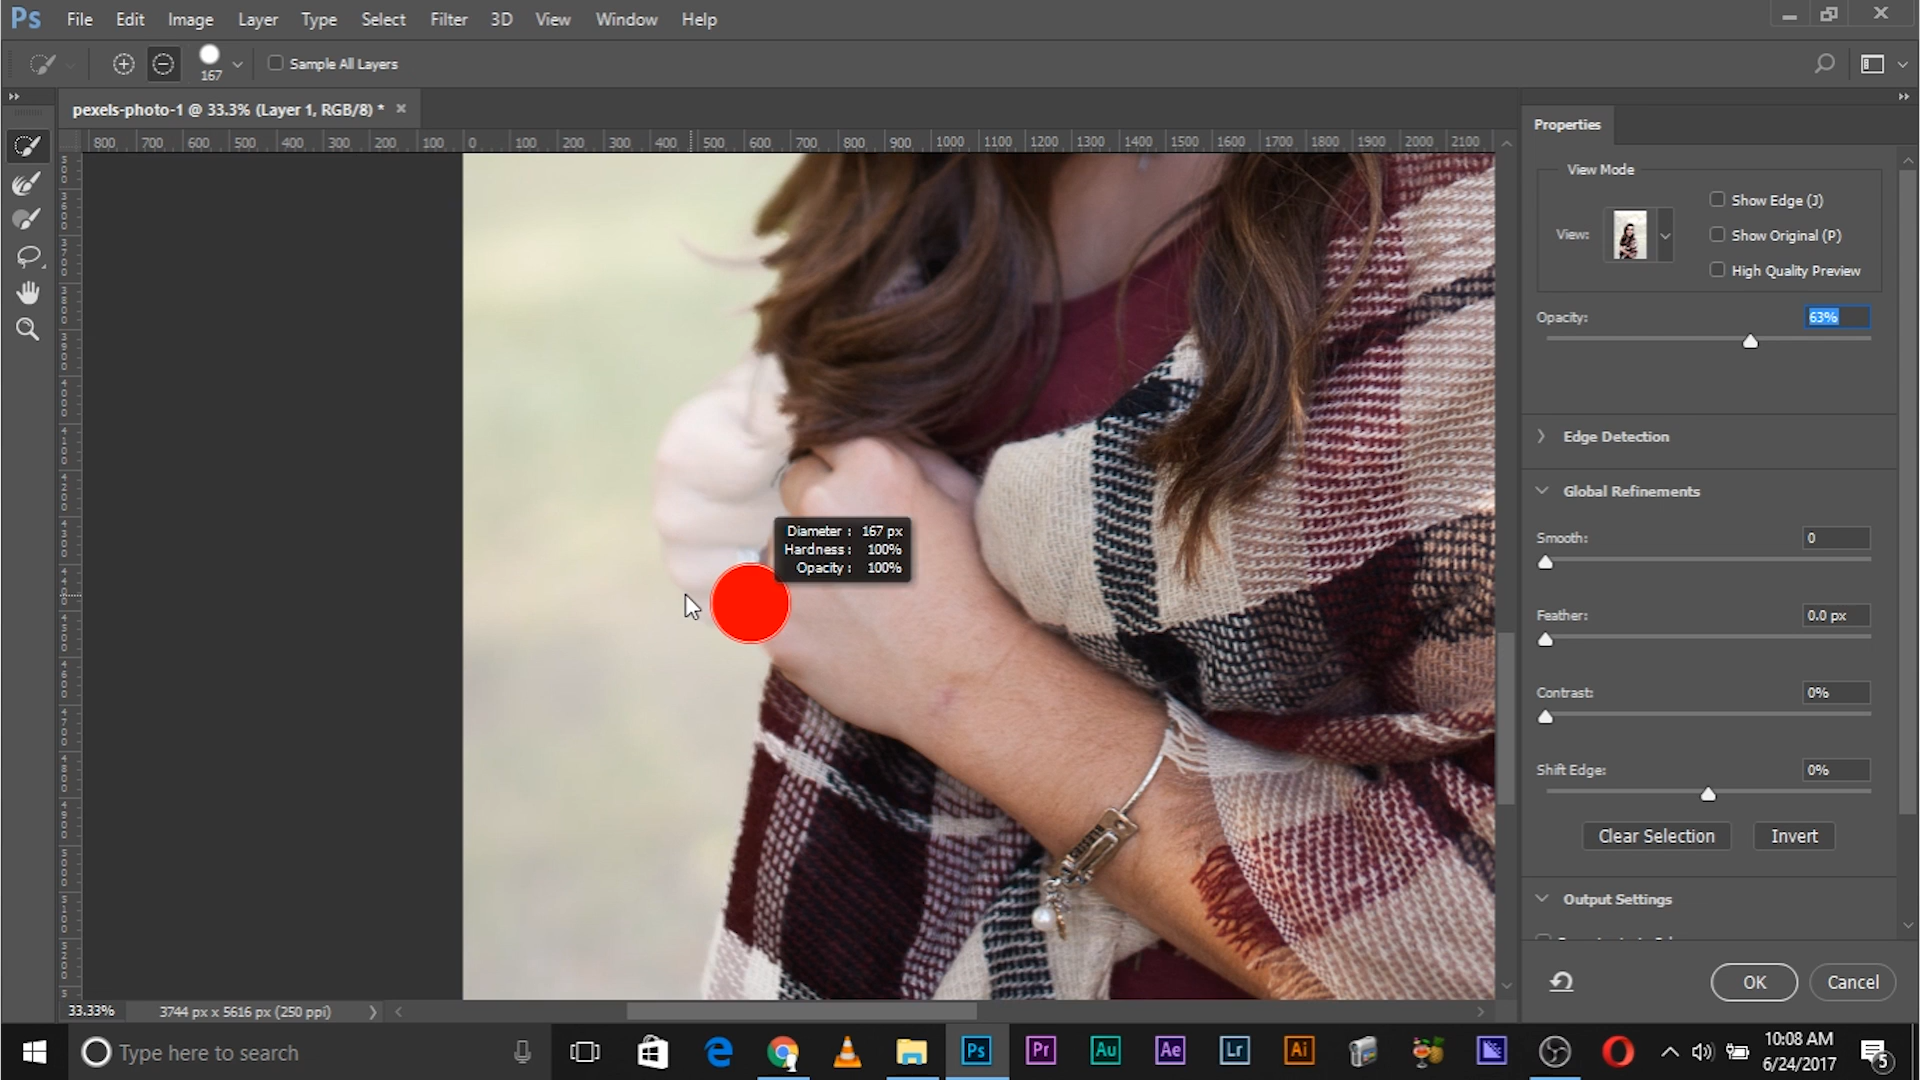 Ps File Edit Image Layer Type Select Filter 3D View Window Help
167 Sample All Layers
pexels-photo-1 @ 33.3% (Layer 1, RGB/8) *
Properties
800 700 600 500 400 300 200 100 0 100 200 300 400 500 600 700 800 900 1000 1100 1200 1300 1400 1500 1600 1700 1800 1900 2000 2100
View Mode
Show Edge (J)
View:
Show Original (P)
High Quality Preview
Opacity: 63%
Edge Detection
Global Refinements
Diameter : 167 px
Hardness : 100%
Opacity : 100%
Smooth: 0
Feather: 0.0 px
Contrast: 0%
Shift Edge: 0%
Clear Selection Invert
Output Settings
OK Cancel
33.33% 3744 px x 5616 px (250 ppi)
Type here to search
Ps Pr Au Ae Lr Ai
10:08 AM
6/24/2017
5